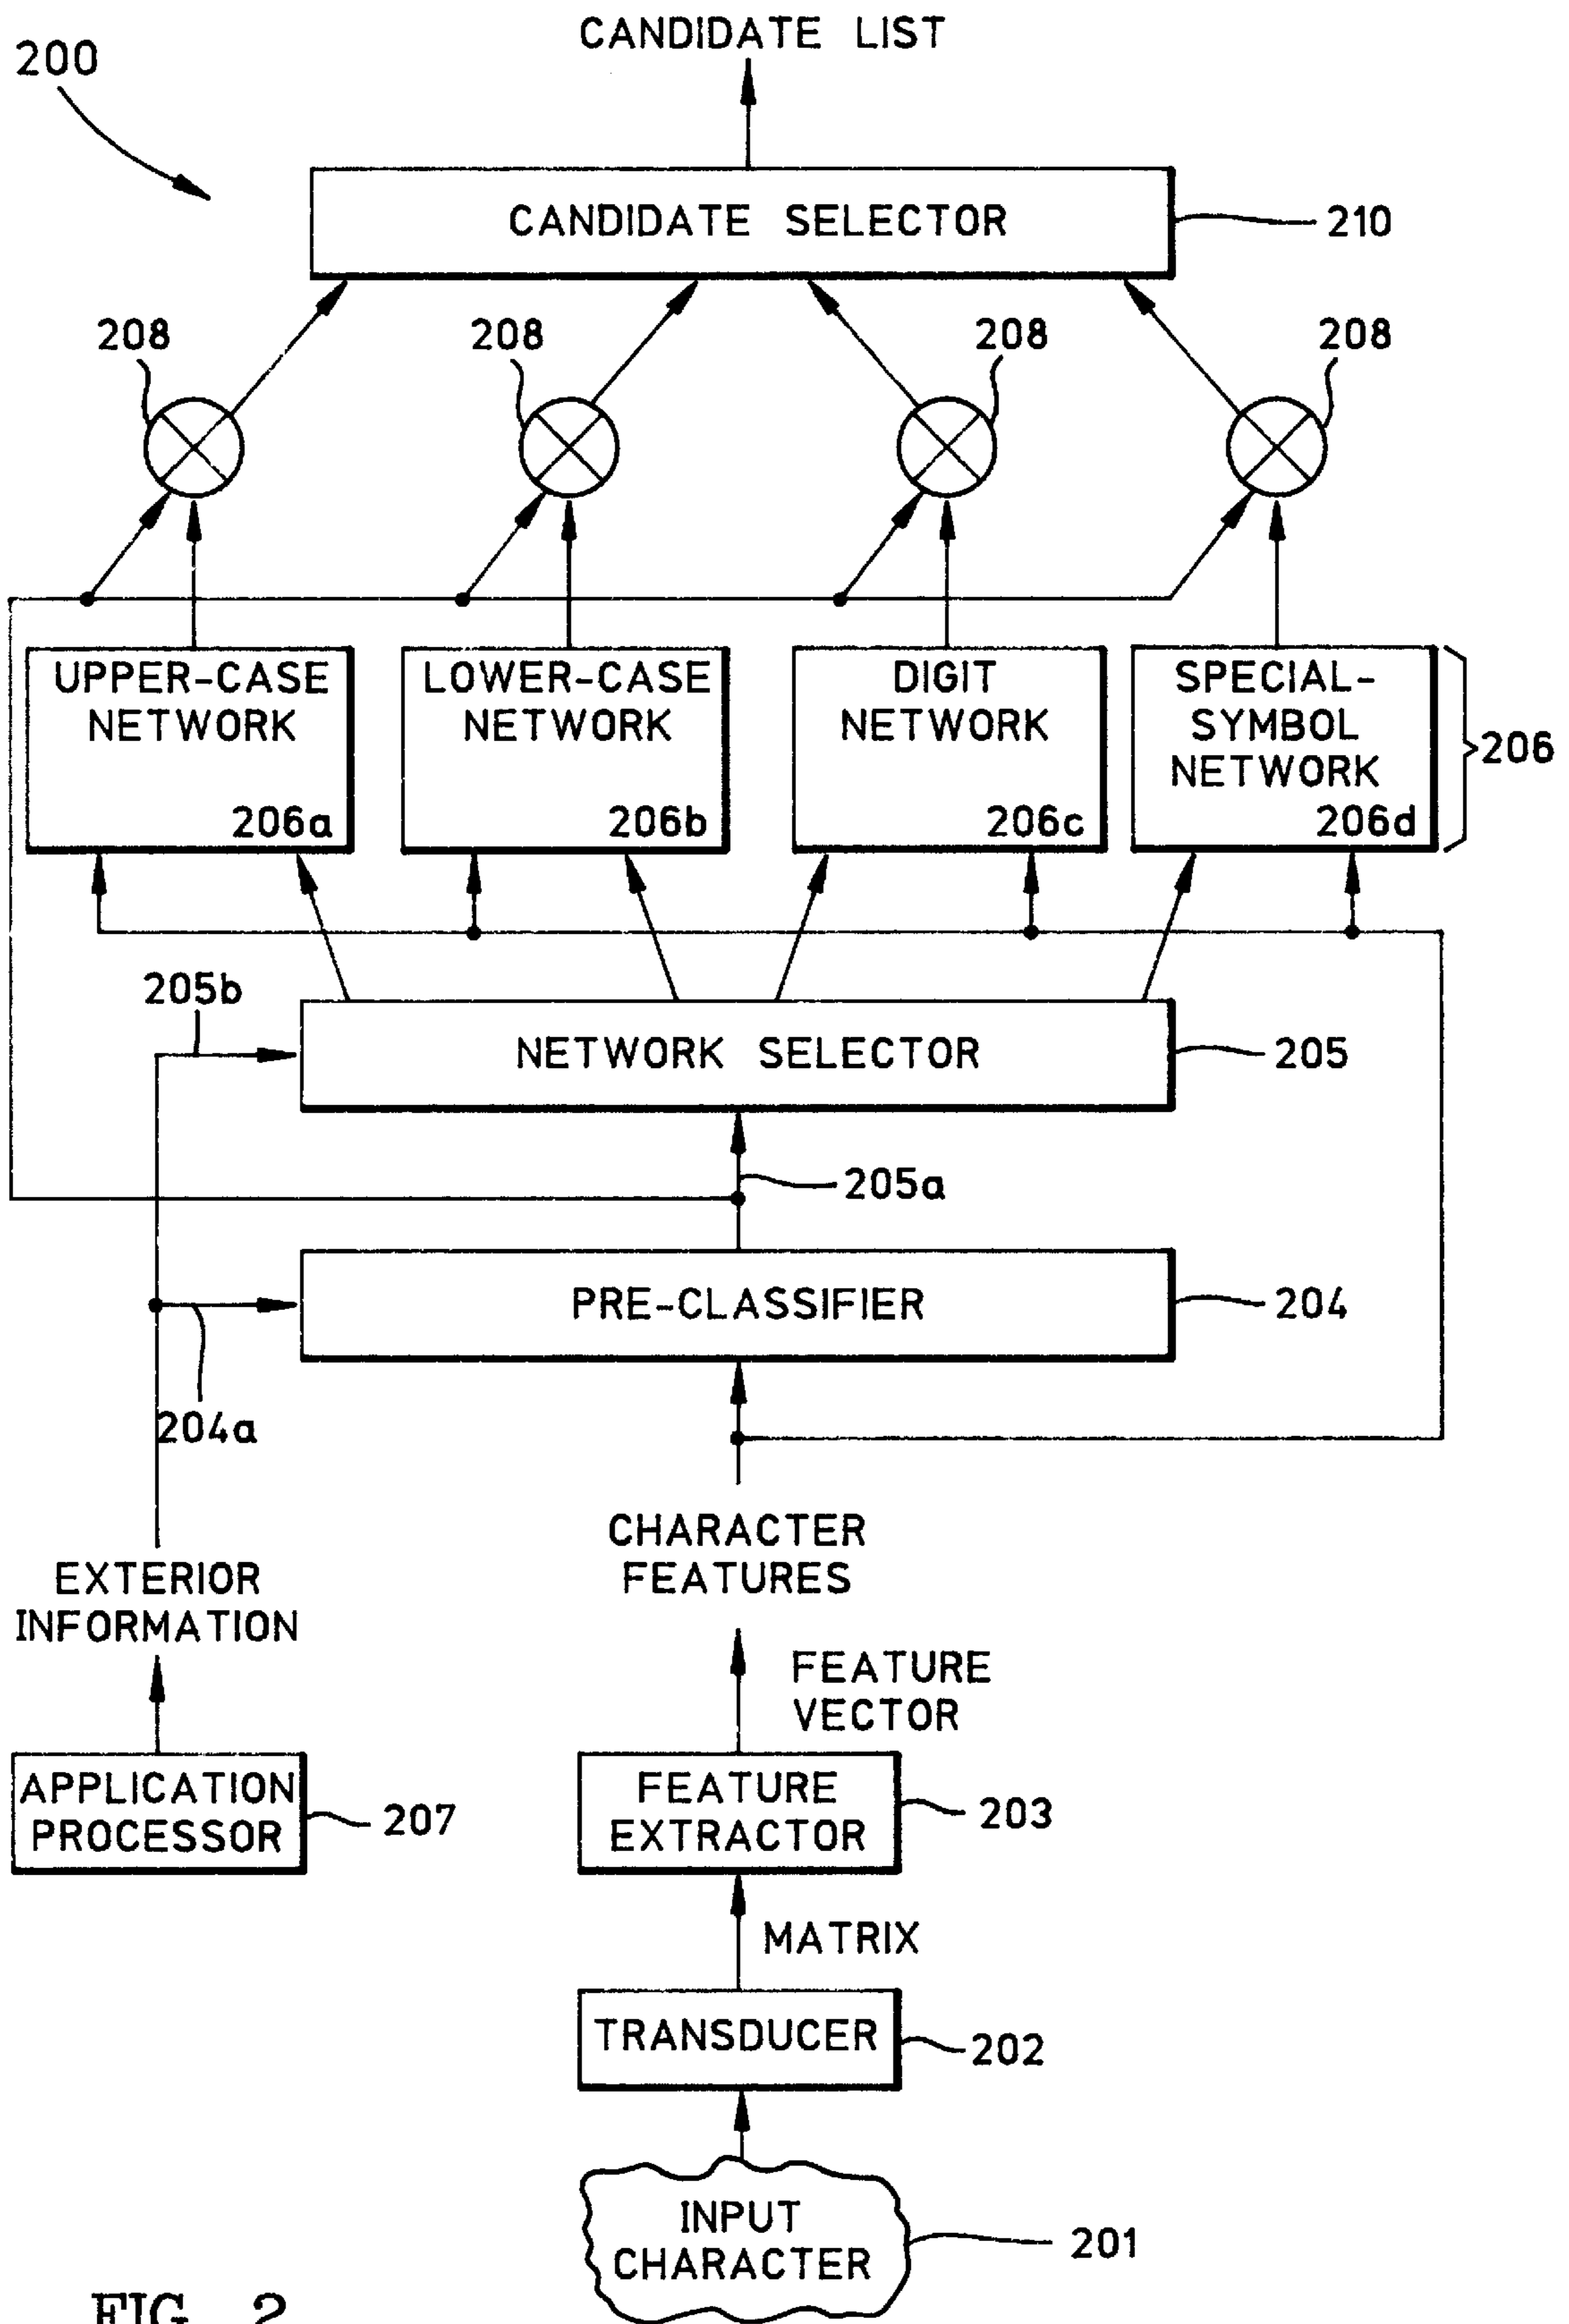 CANDIDATE LIST
200
CANDIDATE SELECTOR
210
208
208
208
208
UPPER-CASE
NETWORK
206a
LOWER-CASE
NETWORK
206b
DIGIT
NETWORK
206c
SPECIAL-
SYMBOL
NETWORK
206d
206
205b
NETWORK SELECTOR
205
205a
PRE-CLASSIFIER
204
204a
CHARACTER
FEATURES
EXTERIOR
INFORMATION
FEATURE
VECTOR
APPLICATION
PROCESSOR
207
FEATURE
EXTRACTOR
203
MATRIX
TRANSDUCER
202
INPUT
CHARACTER
201
FIG. 2